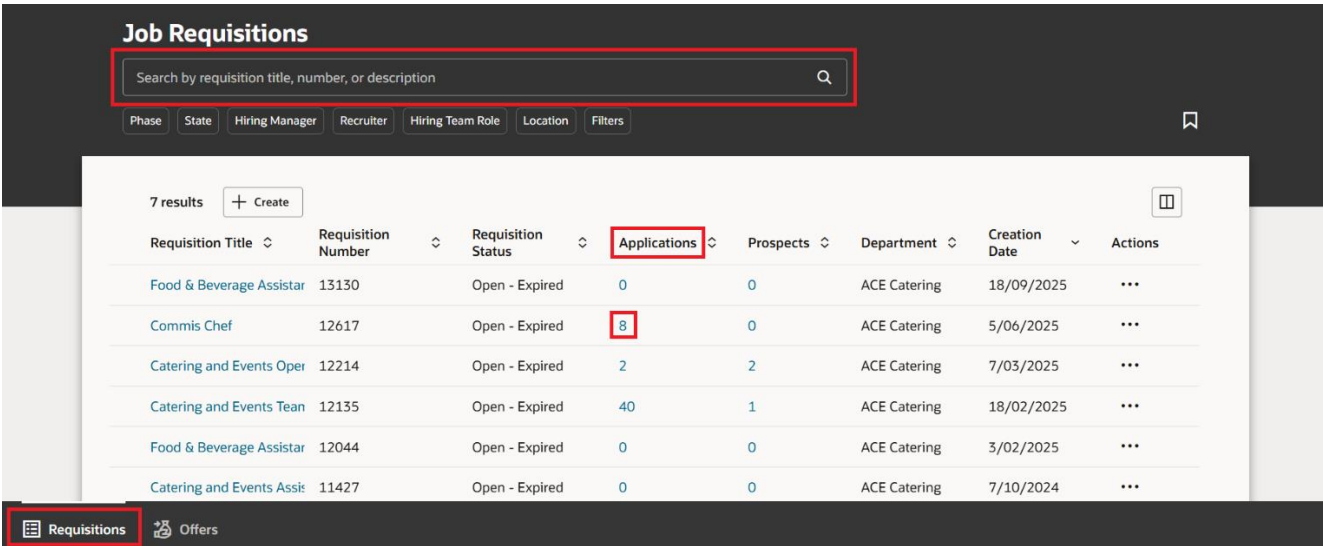 Job Requisitions
Search by requisition title, number, or description
Phase State Hiring Manager Recruiter Hiring Team Role Location Filters
7 results + Create
Requisition Title Requisition Number Requisition Status Applications Prospects Department Creation Date Actions
Food & Beverage Assistar 13130 Open - Expired 0 0 ACE Catering 18/09/2025 ...
Commis Chef 12617 Open - Expired 8 0 ACE Catering 5/06/2025 ...
Catering and Events Oper 12214 Open - Expired 2 2 ACE Catering 7/03/2025 ...
Catering and Events Tean 12135 Open - Expired 40 1 ACE Catering 18/02/2025 ...
Food & Beverage Assistar 12044 Open - Expired 0 0 ACE Catering 3/02/2025 ...
Catering and Events Assis 11427 Open - Expired 0 0 ACE Catering 7/10/2024 ...
Requisitions Offers